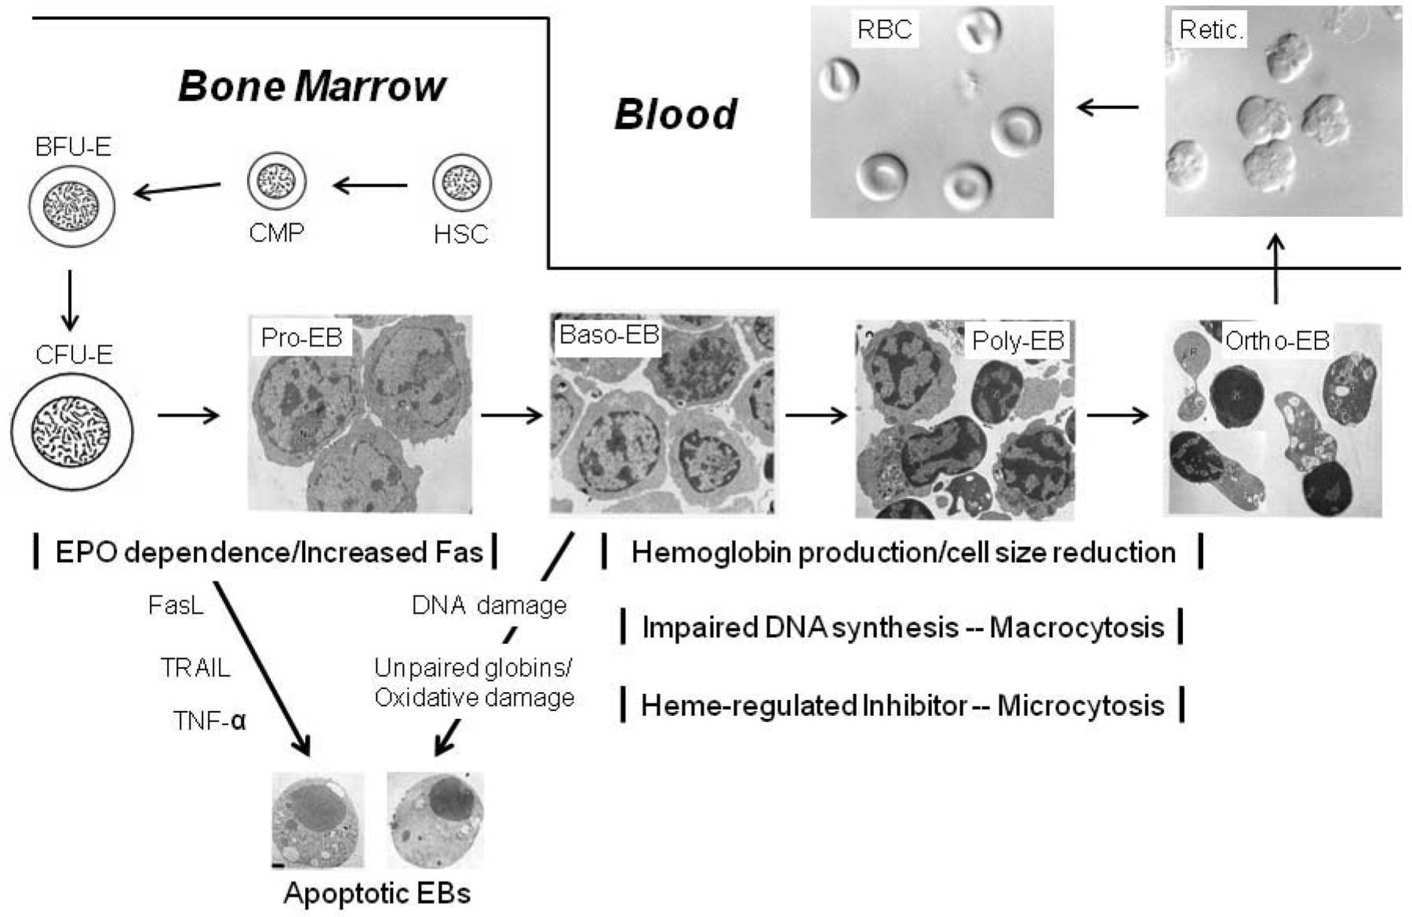 Bone Marrow
Blood
RBC
Retic.
BFU-E
CMP
HSC
CFU-E
Pro-EB
Baso-EB
Poly-EB
Ortho-EB
EPO dependence/Increased Fas
Hemoglobin production/cell size reduction
FasL
DNA damage
Impaired DNA synthesis -- Macrocytosis
TRAIL
Unpaired globins/
Oxidative damage
TNF-α
Heme-regulated Inhibitor -- Microcytosis
Apoptotic EBs